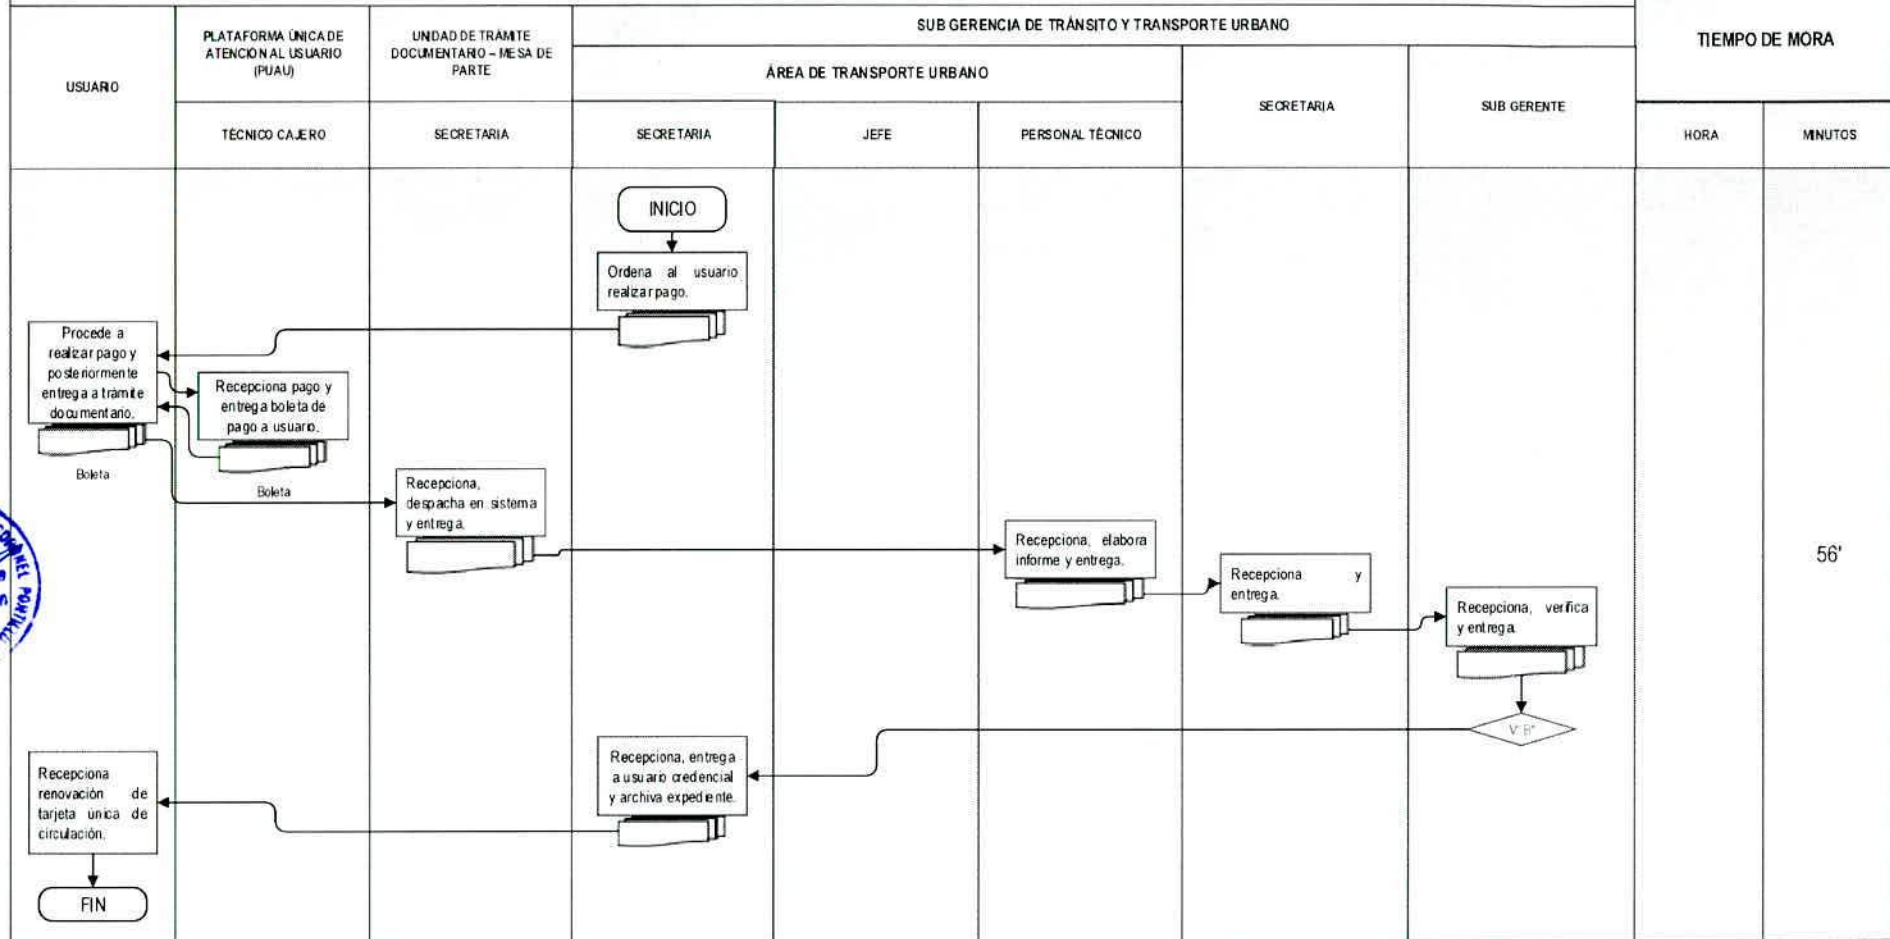 USUARIO
PLATAFORMA ÚNICA DE
ATENCIÓN AL USUARIO
(PUAU)
TÉCNICO CAJERO
UNIDAD DE TRÁMITE
DOCUMENTARIO – MESA DE
PARTE
SECRETARIA
SUB GERENCIA DE TRÁNSITO Y TRANSPORTE URBANO
ÁREA DE TRANSPORTE URBANO
SECRETARIA
JEFE
PERSONAL TÉCNICO
SECRETARIA
SUB GERENTE
TIEMPO DE MORA
HORA
MINUTOS
INICIO
Ordena al usuario
realizar pago.
Procede a
realizar pago y
posteriormente
entrega a trámite
documentario.
Boleta
Recepciona pago y
entrega boleta de
pago a usuario.
Boleta
Recepciona,
despacha en sistema
y entrega.
Recepciona, elabora
informe y entrega.
Recepciona y
entrega.
Recepciona, verifica
y entrega.
56'
V°B°
Recepciona, entrega
a usuario credencial
y archiva expediente.
Recepciona
renovación de
tarjeta única de
circulación.
FIN